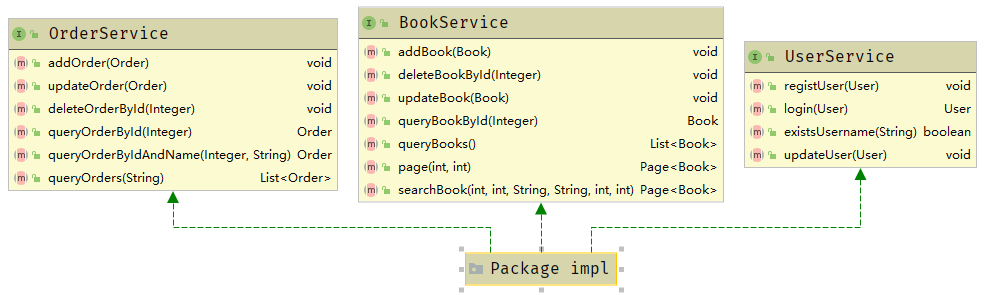 OrderService
addOrder(Order) void
updateOrder(Order) void
deleteOrderById(Integer) void
queryOrderById(Integer) Order
queryOrderByIdAndName(Integer, String) Order
queryOrders(String) List<Order>
BookService
addBook(Book) void
deleteBookById(Integer) void
updateBook(Book) void
queryBookById(Integer) Book
queryBooks() List<Book>
page(int, int) Page<Book>
searchBook(int, int, String, String, int, int) Page<Book>
UserService
registUser(User) void
login(User) User
existsUsername(String) boolean
updateUser(User) void
Package impl